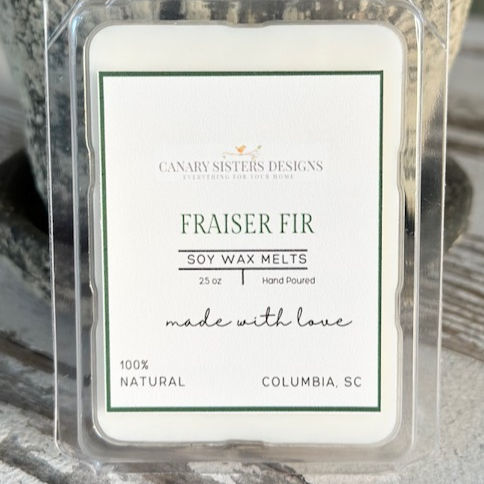 CANARY SISTERS DESIGNS
EVERYTHING FOR YOUR HOME
FRAISER FIR
SOY WAX MELTS
2.5 oz Hand Poured
made with love
100%
NATURAL COLUMBIA, SC